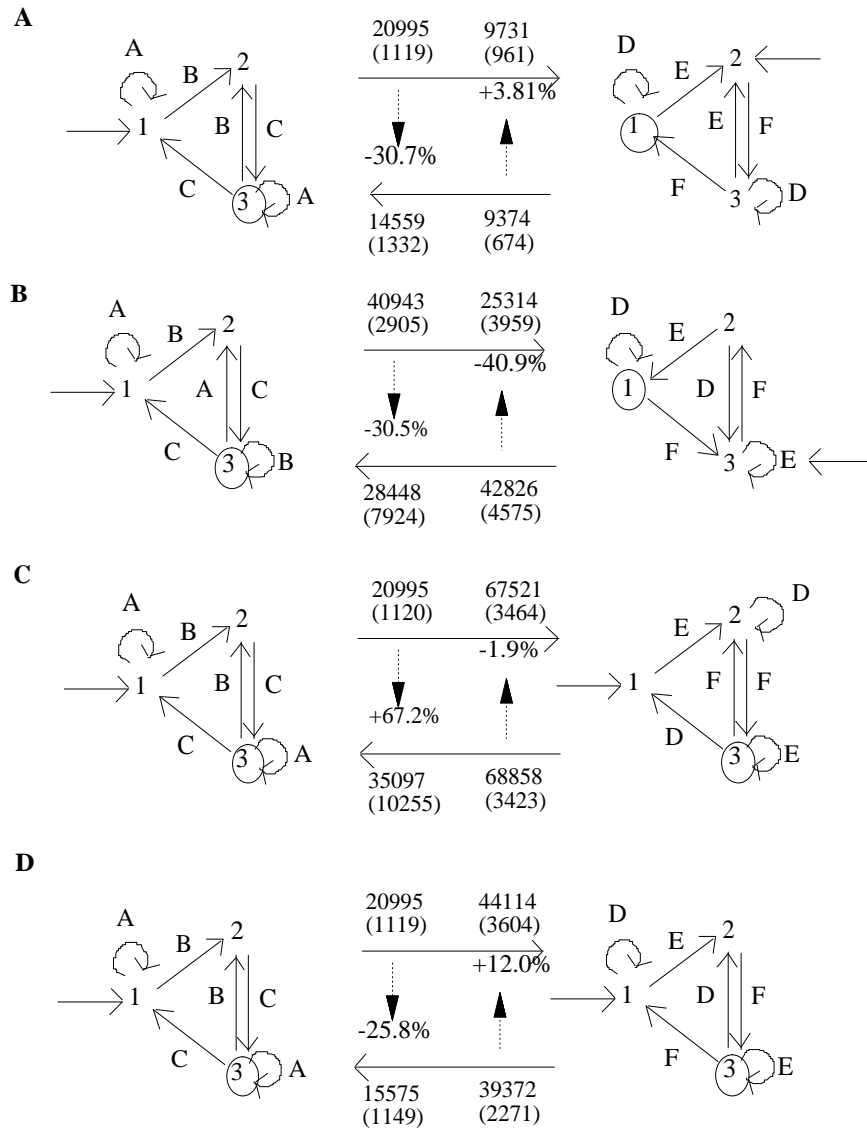 A
20995 9731
(1119) (961)
A D
B 2 E 2
+3.81%
1 B C 1 E F
-30.7%
C 3 A F 3 D
14559 9374
(1332) (674)
B
40943 25314
(2905) (3959)
A D
B 2 E 2
-40.9%
1 A C 1 D F
-30.5%
C 3 B F 3 E
28448 42826
(7924) (4575)
C
20995 67521
(1120) (3464)
A D
B 2 E 2
-1.9%
1 B C 1 F F
+67.2%
C 3 A D 3 E
35097 68858
(10255) (3423)
D
20995 44114
(1119) (3604)
A D
B 2 E 2
+12.0%
1 B C 1 D F
-25.8%
C 3 A F 3 E
15575 39372
(1149) (2271)